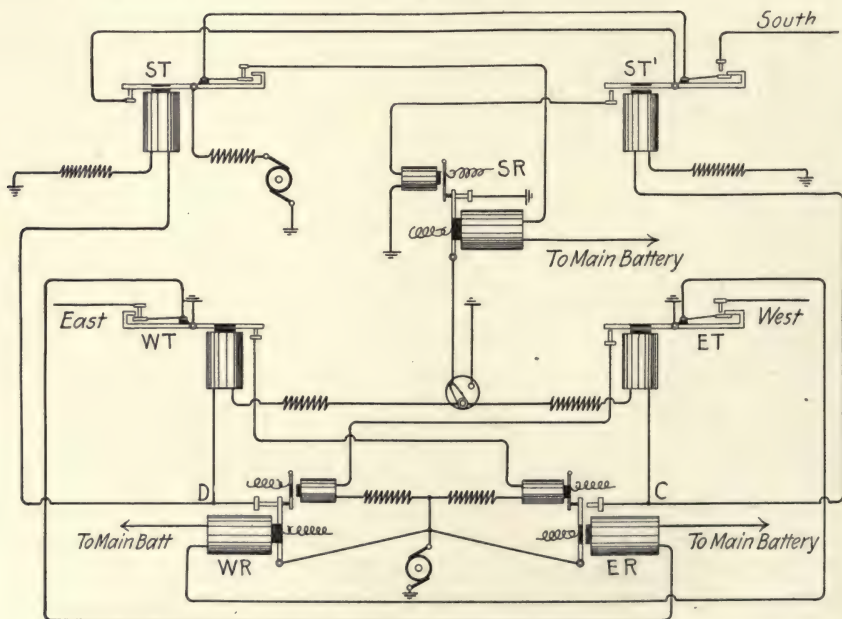 South
ST
ST'
SR
To Main Battery
East
WT
West
ET
D
C
To Main Batt
To Main Battery
WR
ER